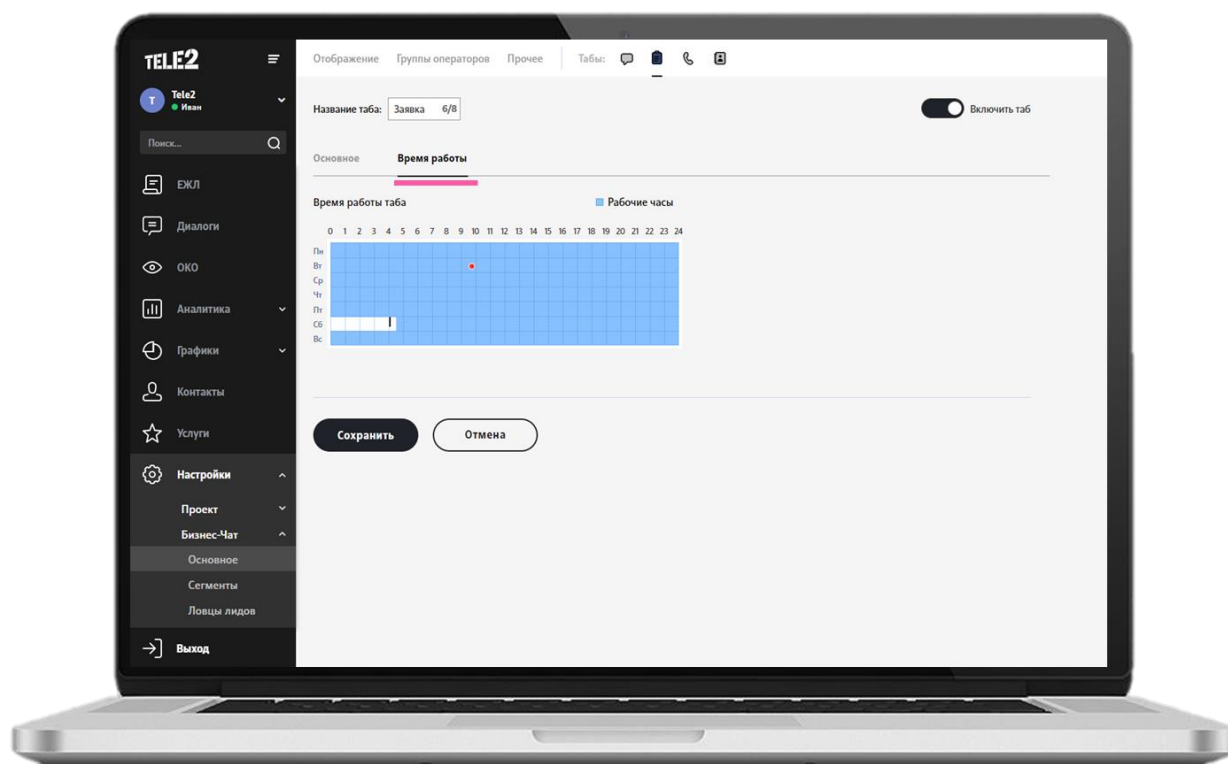 TELE2
T
Tele2
Иван
Поиск...
ЕЖЛ
Диалоги
ОКО
Аналитика
Графики
Контакты
Услуги
Настройки
Проект
Бизнес-Чат
Основное
Сегменты
Ловцы лидов
Выход
Отображение Группы операторов Прочее Табы:
Название таба: Заявка 6/8 Включить таб
Основное Время работы
Время работы таба Рабочие часы
0 1 2 3 4 5 6 7 8 9 10 11 12 13 14 15 16 17 18 19 20 21 22 23 24
Пн
Вт
Ср
Чт
Пт
Сб
Вс
Сохранить Отмена